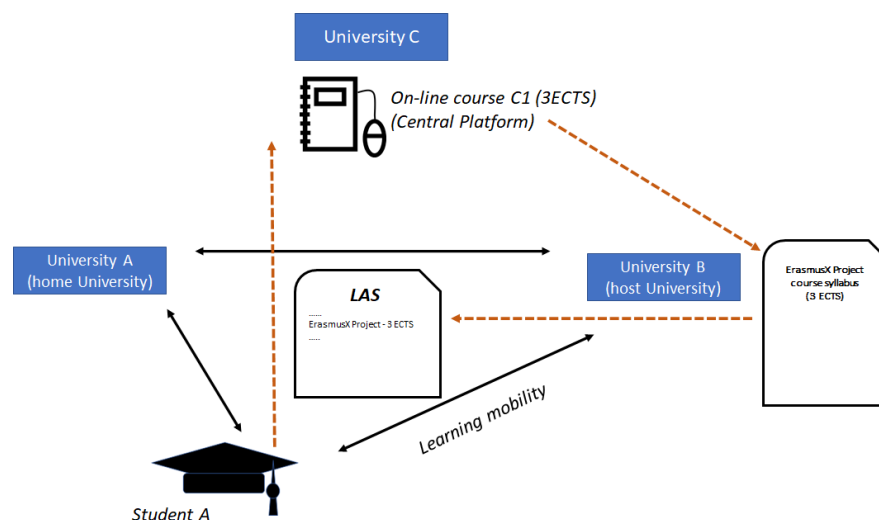 University C
On-line course C1 (3ECTS)
(Central Platform)
University A
(home University)
University B
(host University)
ErasmusX Project
course syllabus
(3 ECTS)
LAS
......
ErasmusX Project - 3 ECTS
.....
Learning mobility
Student A